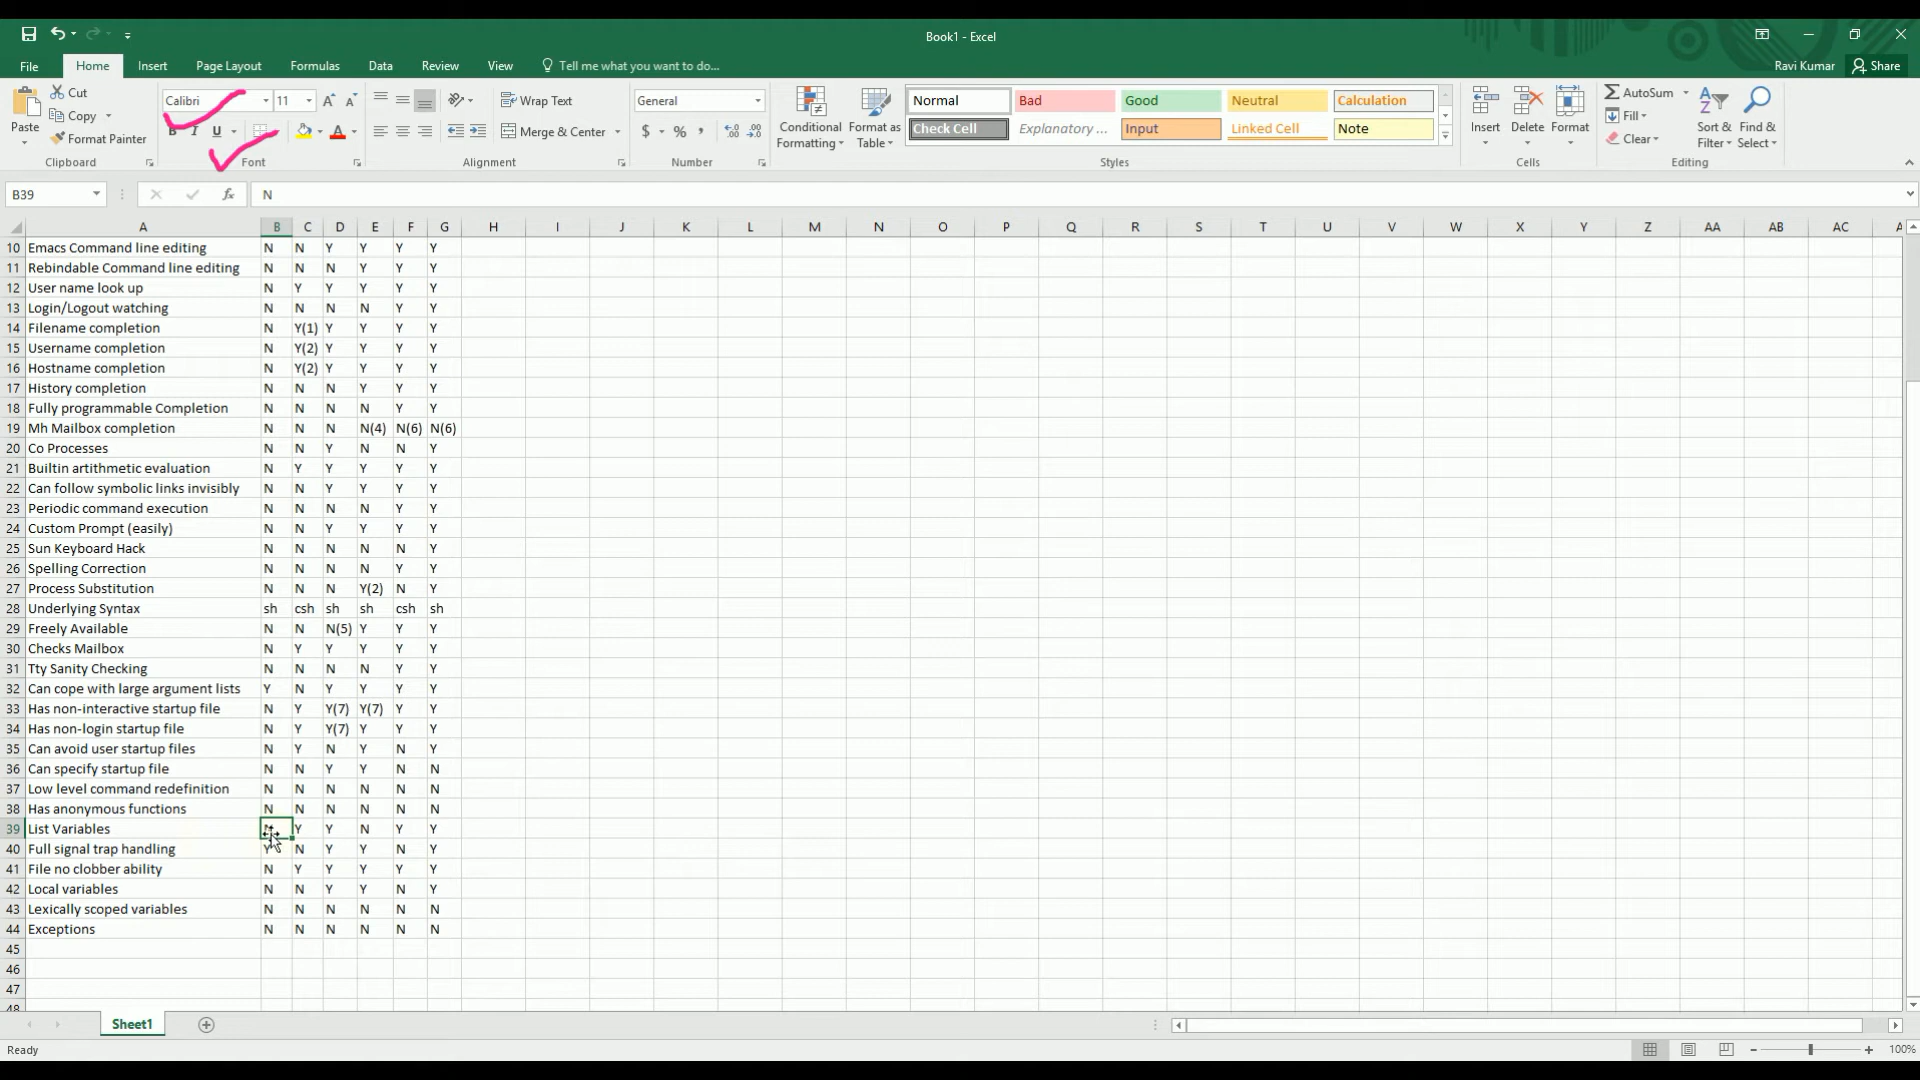 Book1 - Excel
File Home Insert Page Layout Formulas Data Review View Tell me what you want to do... Ravi Kumar Share
Paste Cut Copy Format Painter Clipboard
Calibri 11 B I U Font
Wrap Text Merge & Center Alignment
General $ % , Number
Conditional Formatting Format as Table
Normal Bad Good Neutral Calculation
Check Cell Explanatory ... Input Linked Cell Note
Styles
Insert Delete Format Cells
AutoSum Fill Clear Sort & Filter Find & Select Editing
B39 fx N
A B C D E F G H I J K L M N O P Q R S T U V W X Y Z AA AB AC
10 Emacs Command line editing N N Y Y Y Y
11 Rebindable Command line editing N N N Y Y Y
12 User name look up N Y Y Y Y Y
13 Login/Logout watching N N N N Y Y
14 Filename completion N Y(1) Y Y Y Y
15 Username completion N Y(2) Y Y Y Y
16 Hostname completion N Y(2) Y Y Y Y
17 History completion N N N Y Y Y
18 Fully programmable Completion N N N N Y Y
19 Mh Mailbox completion N N N N(4) N(6) N(6)
20 Co Processes N N Y N N Y
21 Builtin artithmetic evaluation N Y Y Y Y Y
22 Can follow symbolic links invisibly N N Y Y Y Y
23 Periodic command execution N N N N Y Y
24 Custom Prompt (easily) N N Y Y Y Y
25 Sun Keyboard Hack N N N N N Y
26 Spelling Correction N N N N Y Y
27 Process Substitution N N N Y(2) N Y
28 Underlying Syntax sh csh sh sh csh sh
29 Freely Available N N N(5) Y Y Y
30 Checks Mailbox N Y Y Y Y Y
31 Tty Sanity Checking N N N N Y Y
32 Can cope with large argument lists Y N Y Y Y Y
33 Has non-interactive startup file N Y Y(7) Y(7) Y Y
34 Has non-login startup file N Y Y(7) Y Y Y
35 Can avoid user startup files N Y N Y N Y
36 Can specify startup file N N Y Y N N
37 Low level command redefinition N N N N N N
38 Has anonymous functions N N N N N N
39 List Variables Y Y N Y Y
40 Full signal trap handling Y N Y Y N Y
41 File no clobber ability N Y Y Y Y Y
42 Local variables N N Y Y N Y
43 Lexically scoped variables N N N N N N
44 Exceptions N N N N N N
45
46
47
48
Sheet1
Ready 100%